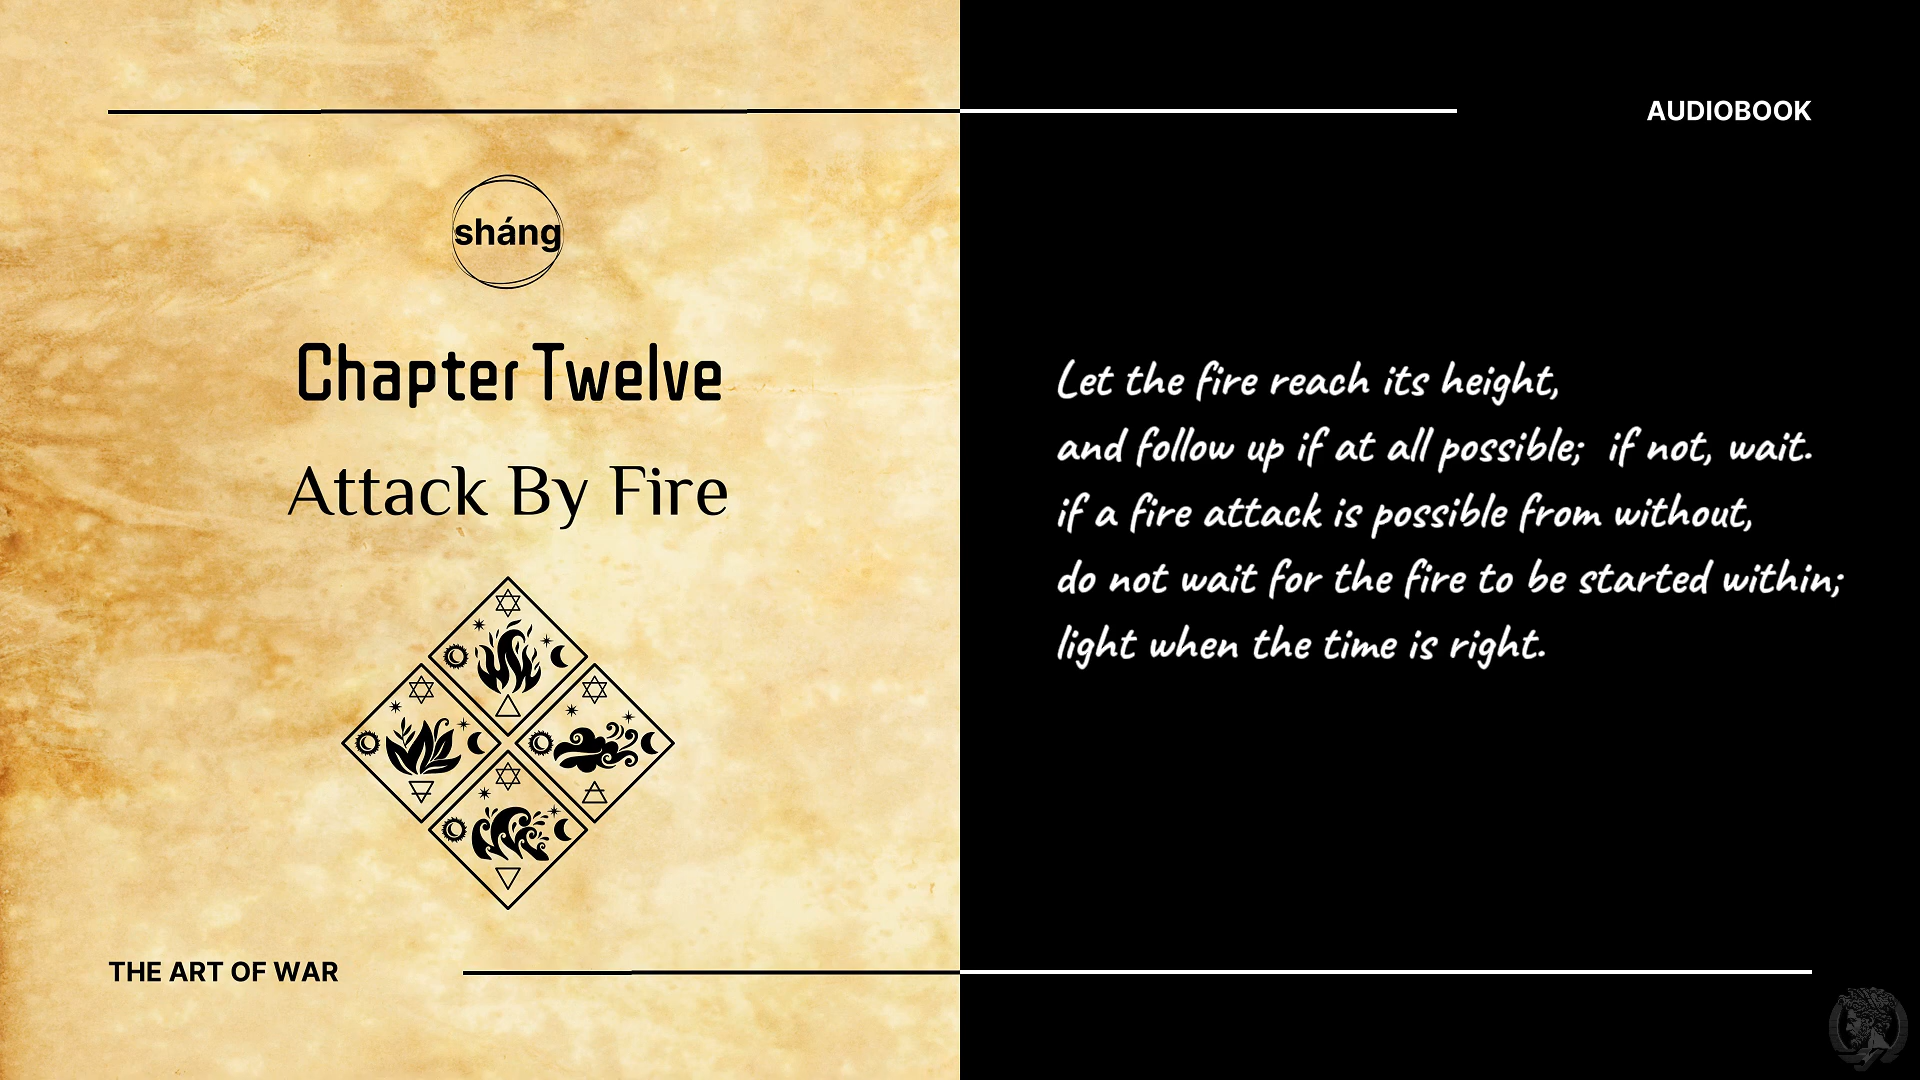 AUDIOBOOK
sháng
Chapter Twelve
Attack By Fire
THE ART OF WAR
Let the fire reach its height,
and follow up if at all possible;  if not, wait.
if a fire attack is possible from without,
do not wait for the fire to be started within;
light when the time is right.